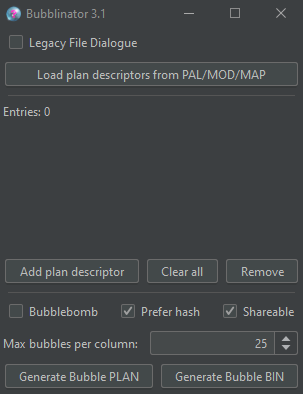 Bubblinator 3.1
Legacy File Dialogue
Load plan descriptors from PAL/MOD/MAP
Entries: 0
Add plan descriptor Clear all Remove
Bubblebomb Prefer hash Shareable
Max bubbles per column: 25
Generate Bubble PLAN Generate Bubble BIN